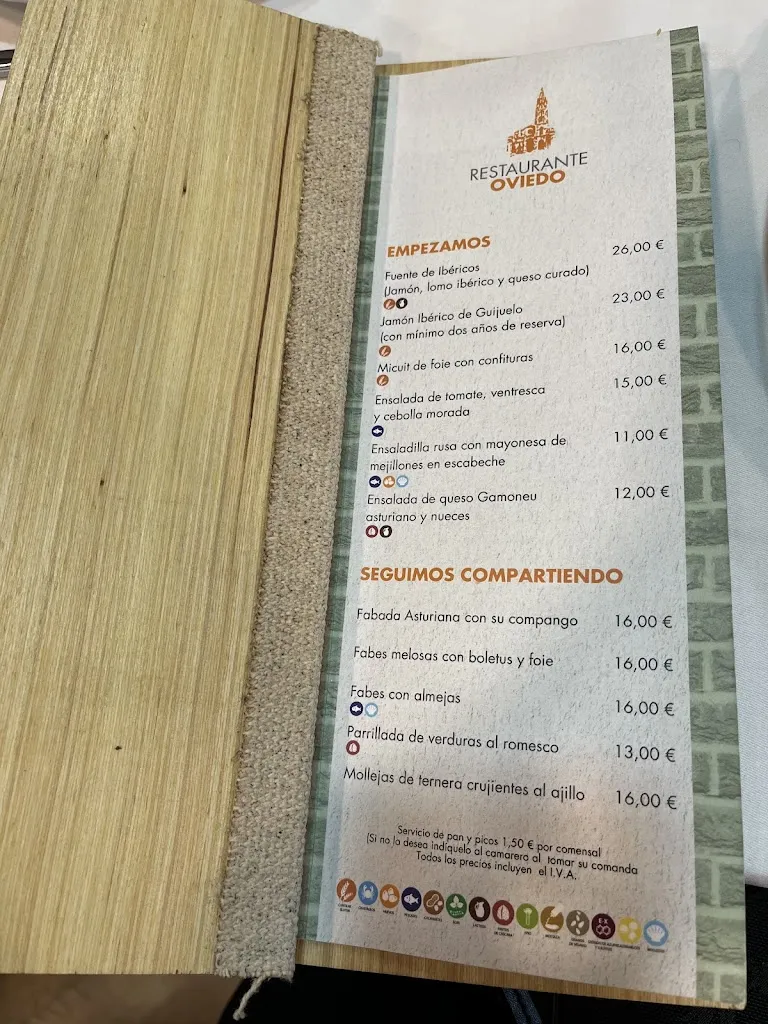 RESTAURANTE
OVIEDO
EMPEZAMOS
Fuente de Ibéricos 26,00 €
(Jamón, lomo ibérico y queso curado)
Jamón Ibérico de Guijuelo 23,00 €
(con mínimo dos años de reserva)
Micuit de foie con confituras 16,00 €
Ensalada de tomate, ventresca 15,00 €
y cebolla morada
Ensaladilla rusa con mayonesa de 11,00 €
mejillones en escabeche
Ensalada de queso Gamoneu 12,00 €
asturiano y nueces
SEGUIMOS COMPARTIENDO
Fabada Asturiana con su compango 16,00 €
Fabes melosas con boletus y foie 16,00 €
Fabes con almejas 16,00 €
Parrillada de verduras al romesco 13,00 €
Mollejas de ternera crujientes al ajillo 16,00 €
Servicio de pan y picos 1,50 € por comensal
(Si no la desea indíquelo al camarero al tomar su comanda
Todos los precios incluyen el I.V.A.